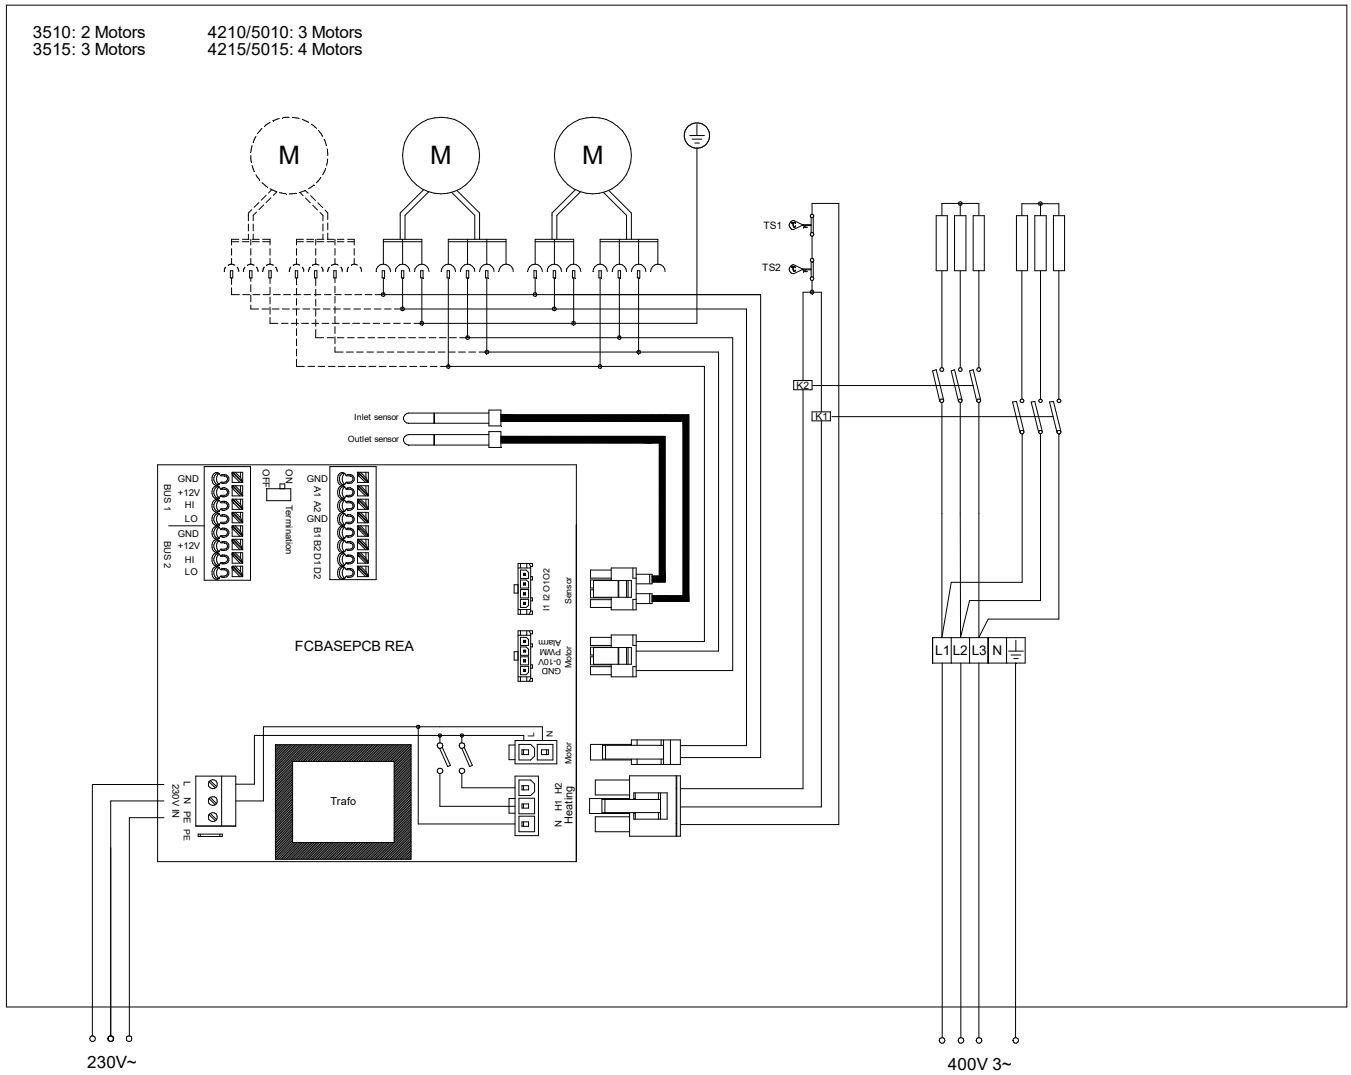 3510: 2 Motors
3515: 3 Motors
4210/5010: 3 Motors
4215/5015: 4 Motors
M
M
M
TS1
TS2
K2
K1
Inlet sensor
Outlet sensor
BUS 1
GND
+12V
HI
LO
BUS 2
GND
+12V
HI
LO
OFF
ON
Termination
GND
A1
A2
GND
B1
B2
D1
D2
I1 I2 O1O2
Sensor
FCBASEPCB REA
Alarm
PWM
0-10V
GND
Motor
L
N
Motor
H2
H1
N
Heating
Trafo
230V IN
L
N
PE
PE
L1
L2
L3
N
230V~
400V 3~